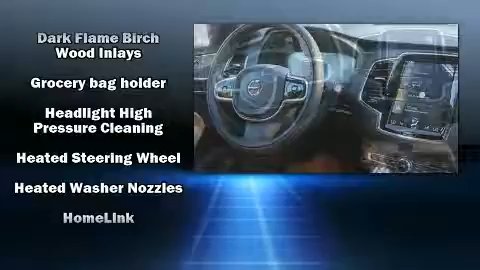 Dark Flame Birch
Wood Inlays
Grocery bag holder
Headlight High
Pressure Cleaning
Heated Steering Wheel
Heated Washer Nozzles
HomeLink